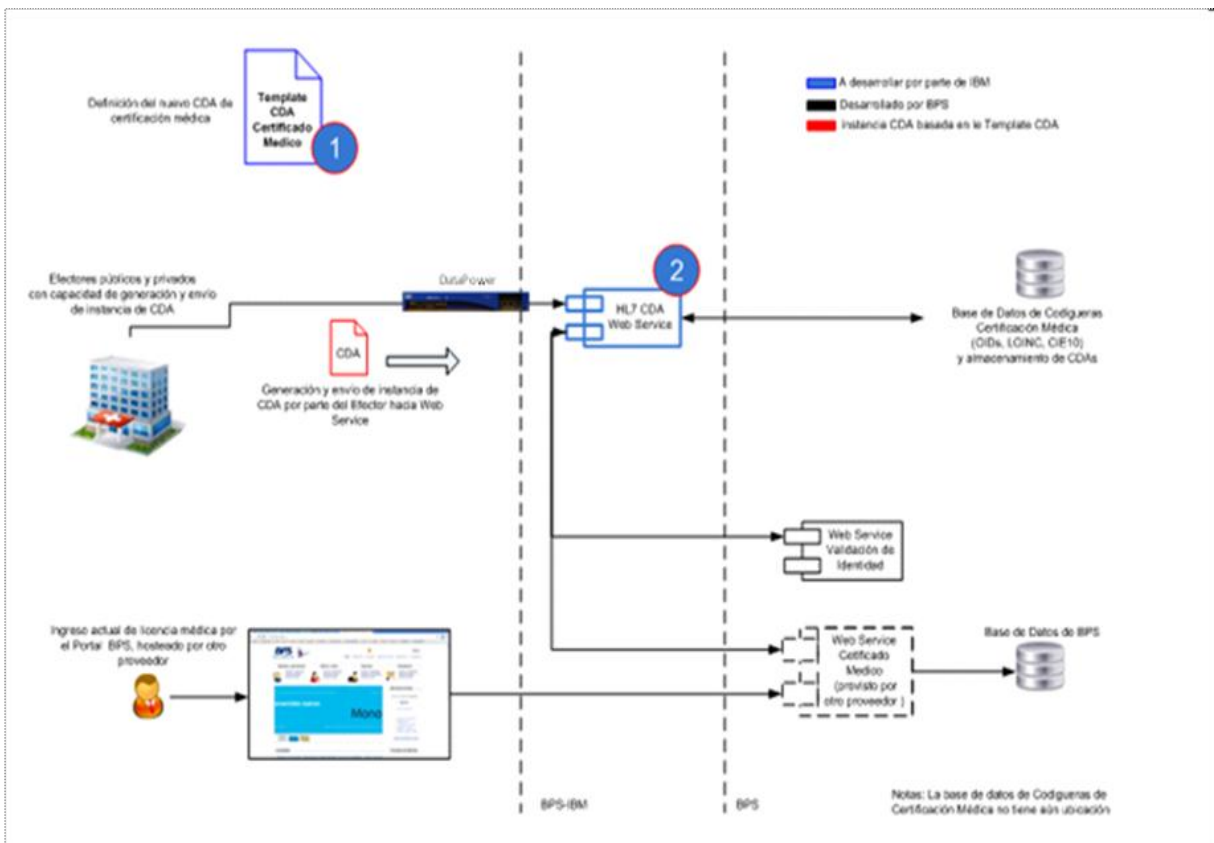 Definición del nuevo CDA de
certificación médica
Template
CDA
Certificado
Medico
1
A desarrollar por parte de IBM
Desarrollado por BPS
instancia CDA basada en le Template CDA
Efectores públicos y privados
con capacidad de generación y envío
de instancia de CDA
DataPower
CDA
Generación y envío de instancia de
CDA por parte del Efector hacia Web
Service
2
HL7 CDA
Web Service
Base de Datos de Codigueras
Certificación Médica
(OIDs, LOINC, CIE10)
y almacenamiento de CDAs
Web Service
Validación de
Identidad
Ingreso actual de licencia médica por
el Portal BPS, hosteado por otro
proveedor
BPS
Mono
Web Service
Cetificado
Medico
(provisto por
otro proveedor )
Base de Datos de BPS
BPS-IBM
BPS
Notas: La base de datos de Codigueras de
Certificación Médica no tiene aún ubicación